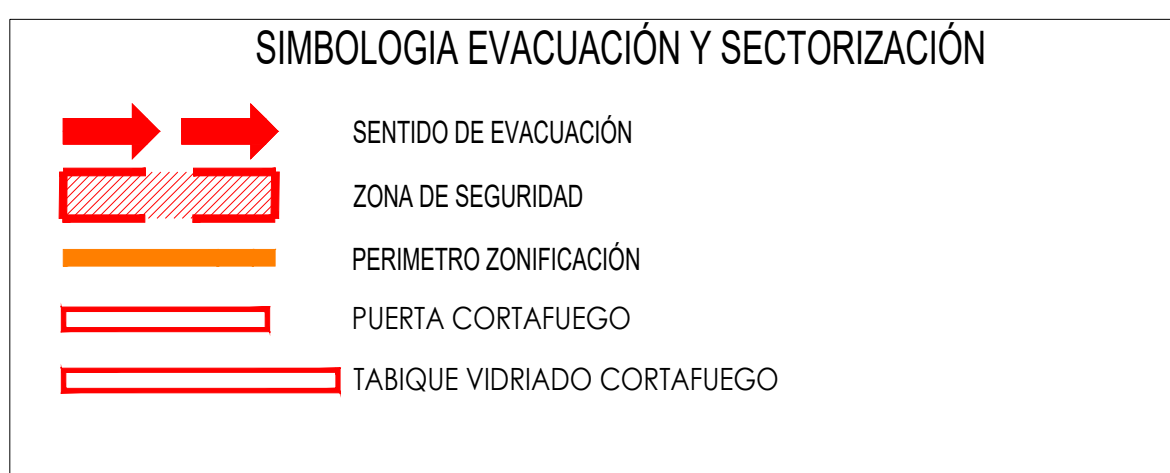 SIMBOLOGIA EVACUACIÓN Y SECTORIZACIÓN
SENTIDO DE EVACUACIÓN
ZONA DE SEGURIDAD
PERIMETRO ZONIFICACIÓN
PUERTA CORTAFUEGO
TABIQUE VIDRIADO CORTAFUEGO